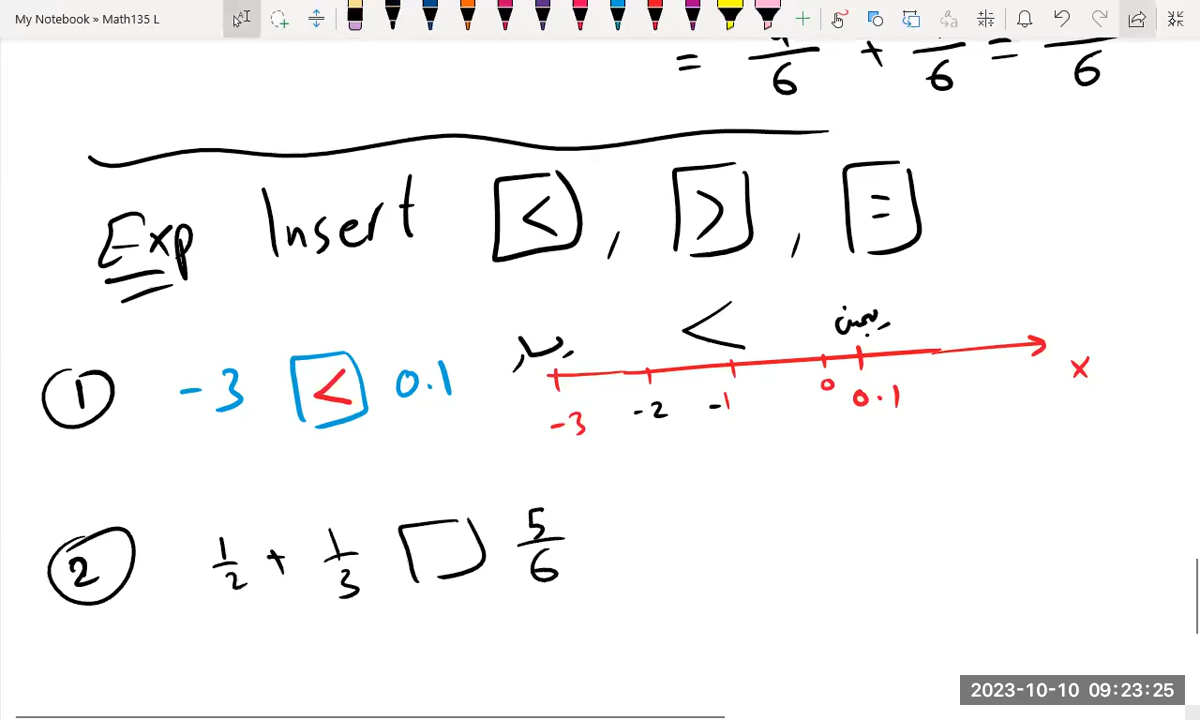 My Notebook » Math135 L
= /6 + /6 = /6
Exp Insert <, >, =
① -3 < 0.1
يسار < يمين
-3 -2 -1 0 0.1 x
② 1/2 + 1/3 □ 5/6
2023-10-10 09:23:25